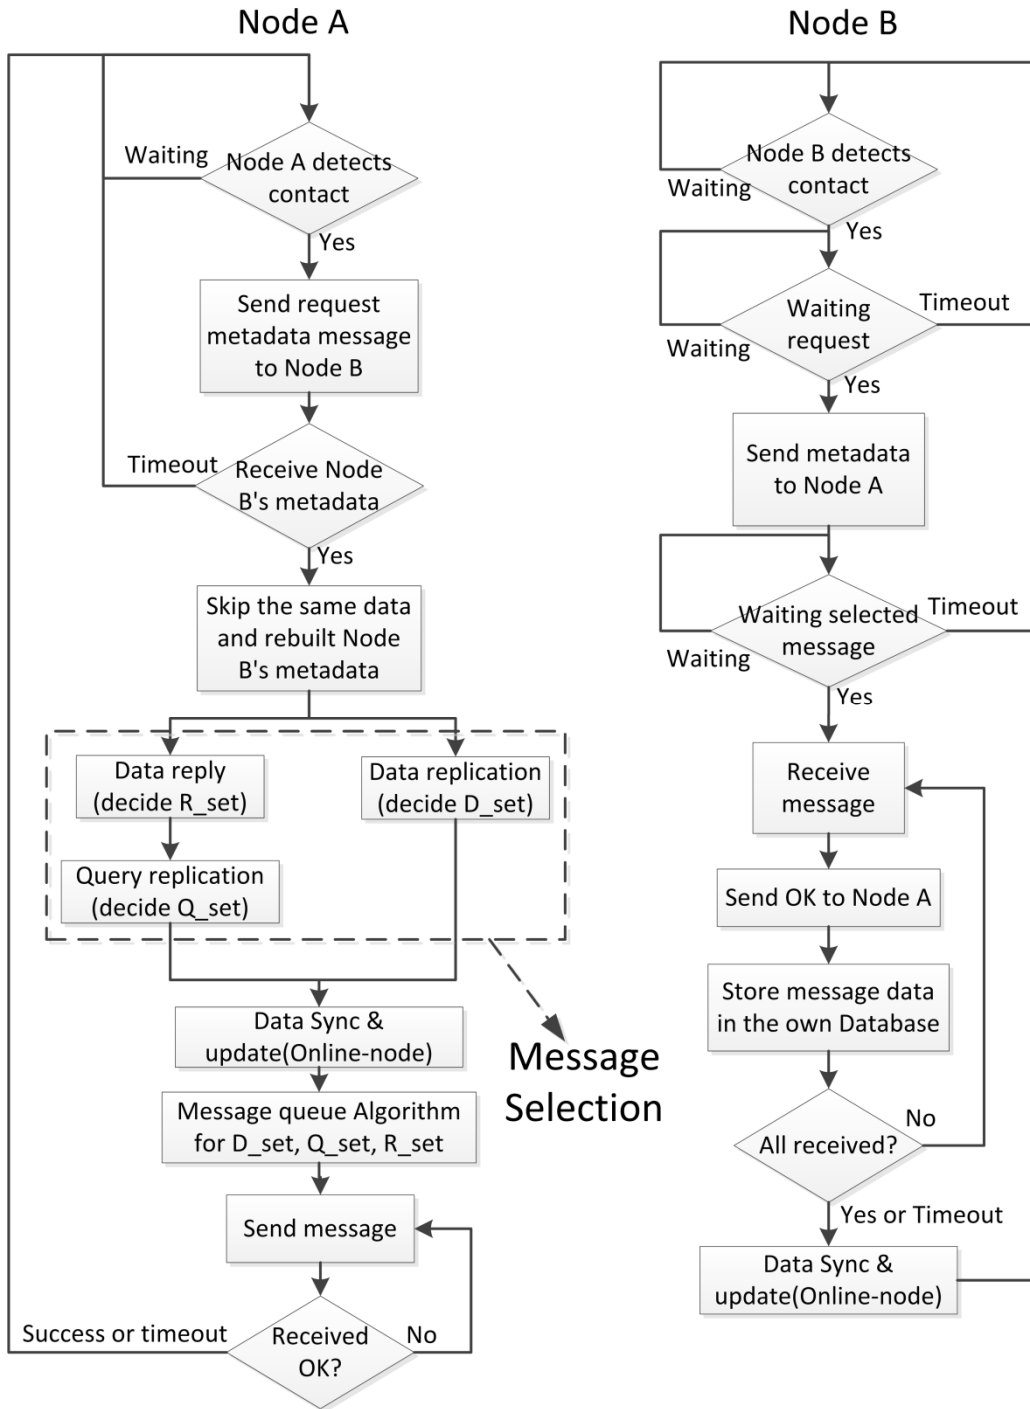 Node A
Waiting
Node A detects
contact
Yes
Send request
metadata message
to Node B
Timeout
Receive Node
B's metadata
Yes
Skip the same data
and rebuilt Node
B's metadata
Data reply
(decide R_set)
Data replication
(decide D_set)
Query replication
(decide Q_set)
Data Sync &
update(Online-node)
Message
Selection
Message queue Algorithm
for D_set, Q_set, R_set
Send message
Success or timeout
Received
OK?
No
Node B
Node B detects
contact
Waiting
Yes
Waiting
request
Timeout
Waiting
Yes
Send metadata
to Node A
Waiting selected
message
Timeout
Waiting
Yes
Receive
message
Send OK to Node A
Store message data
in the own Database
All received?
No
Yes or Timeout
Data Sync &
update(Online-node)